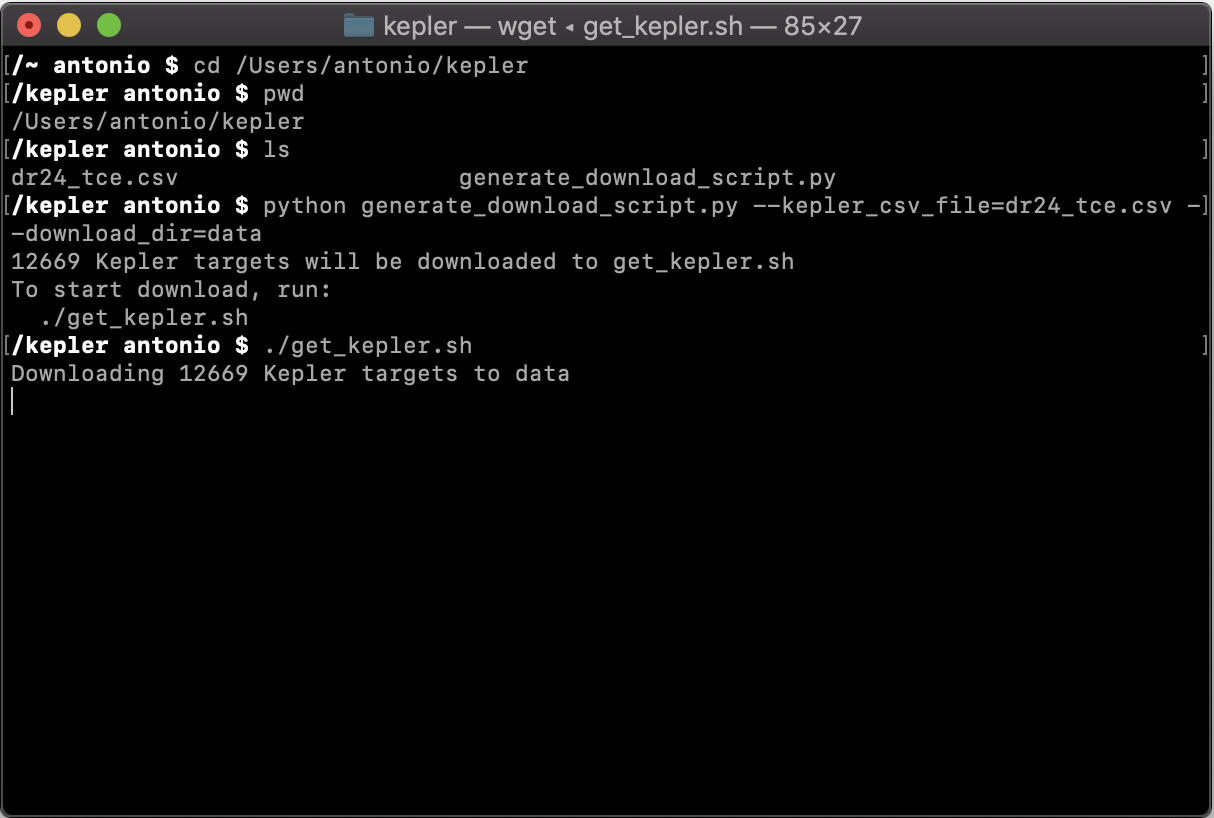 kepler — wget ◂ get_kepler.sh — 85×27
[/~ antonio $ cd /Users/antonio/kepler ]
[/kepler antonio $ pwd ]
/Users/antonio/kepler
[/kepler antonio $ ls ]
dr24_tce.csv generate_download_script.py
[/kepler antonio $ python generate_download_script.py --kepler_csv_file=dr24_tce.csv -]
-download_dir=data
12669 Kepler targets will be downloaded to get_kepler.sh
To start download, run:
./get_kepler.sh
[/kepler antonio $ ./get_kepler.sh ]
Downloading 12669 Kepler targets to data